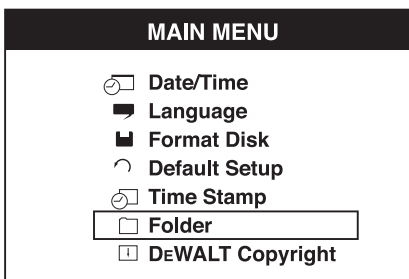 MAIN MENU
Date/Time
Language
Format Disk
Default Setup
Time Stamp
Folder
DEWALT Copyright